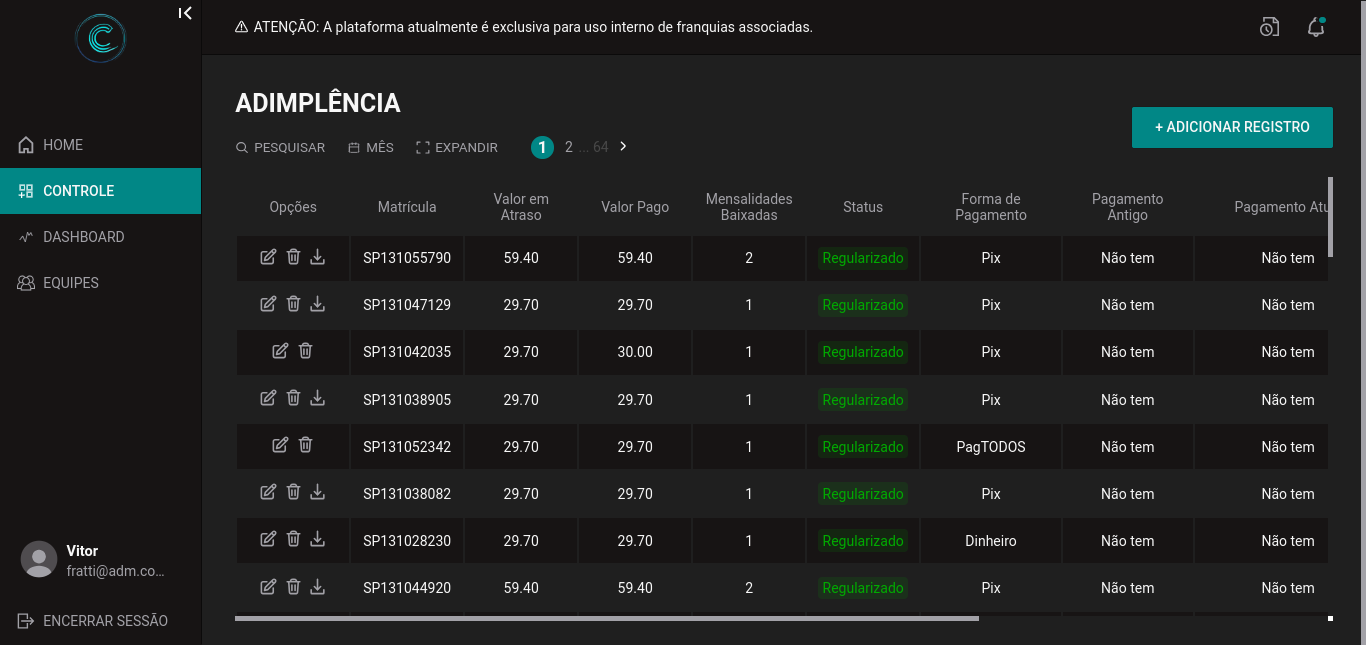 ⚠ ATENÇÃO: A plataforma atualmente é exclusiva para uso interno de franquias associadas.
HOME
CONTROLE
DASHBOARD
EQUIPES
Vitor
fratti@adm.co...
ENCERRAR SESSÃO
ADIMPLÊNCIA
+ ADICIONAR REGISTRO
PESQUISAR MÊS EXPANDIR 1 2 ... 64
Opções Matrícula Valor em Atraso Valor Pago Mensalidades Baixadas Status Forma de Pagamento Pagamento Antigo Pagamento Atu
SP131055790 59.40 59.40 2 Regularizado Pix Não tem Não tem
SP131047129 29.70 29.70 1 Regularizado Pix Não tem Não tem
SP131042035 29.70 30.00 1 Regularizado Pix Não tem Não tem
SP131038905 29.70 29.70 1 Regularizado Pix Não tem Não tem
SP131052342 29.70 29.70 1 Regularizado PagTODOS Não tem Não tem
SP131038082 29.70 29.70 1 Regularizado Pix Não tem Não tem
SP131028230 29.70 29.70 1 Regularizado Dinheiro Não tem Não tem
SP131044920 59.40 59.40 2 Regularizado Pix Não tem Não tem